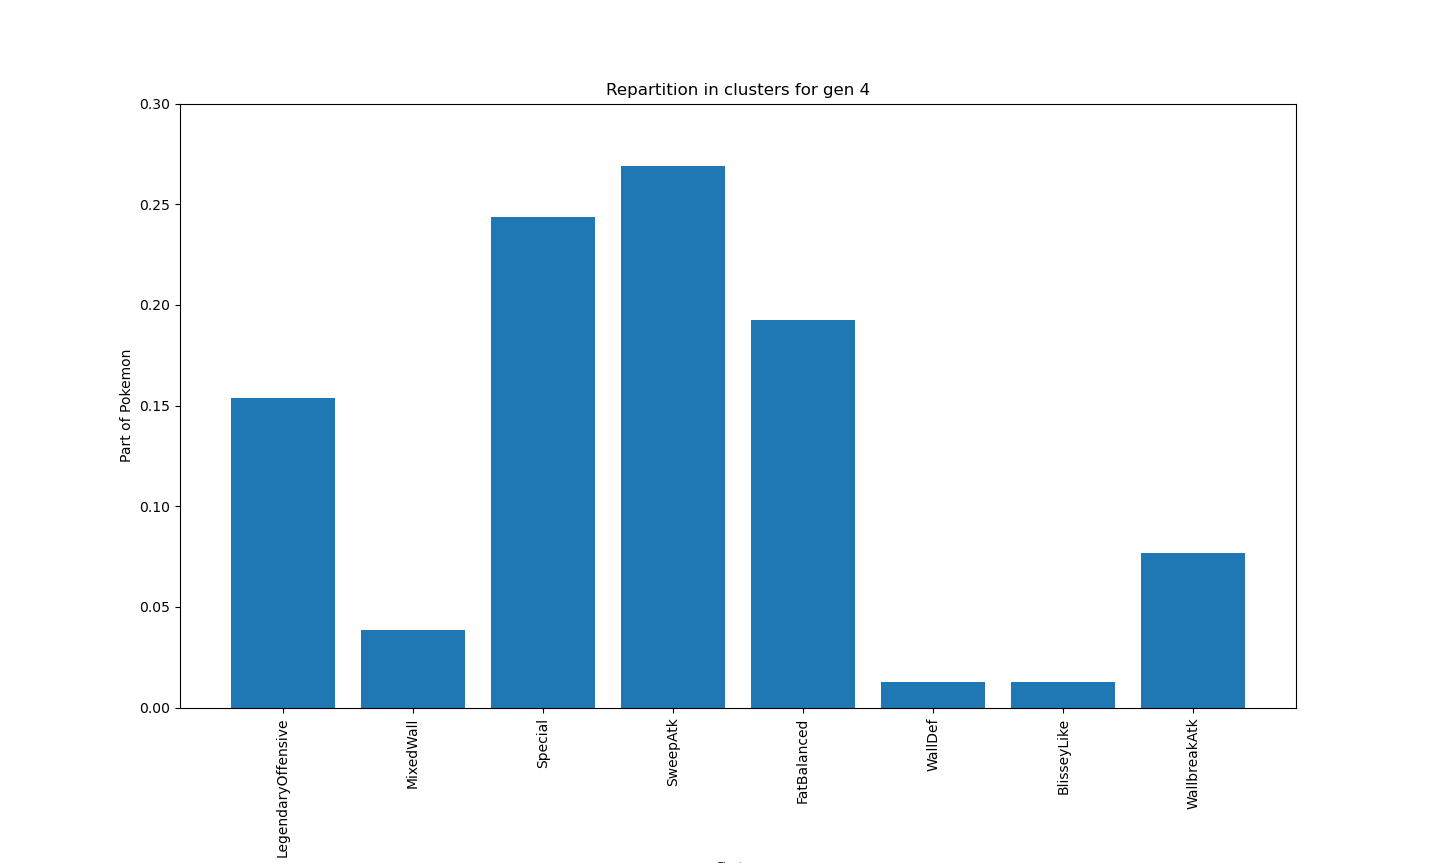 Repartition in clusters for gen 4
0.30
0.25
0.20
0.15
0.10
0.05
0.00
Part of Pokemon
LegendaryOffensive
MixedWall
Special
SweepAtk
FatBalanced
WallDef
BlisseyLike
WallbreakAtk